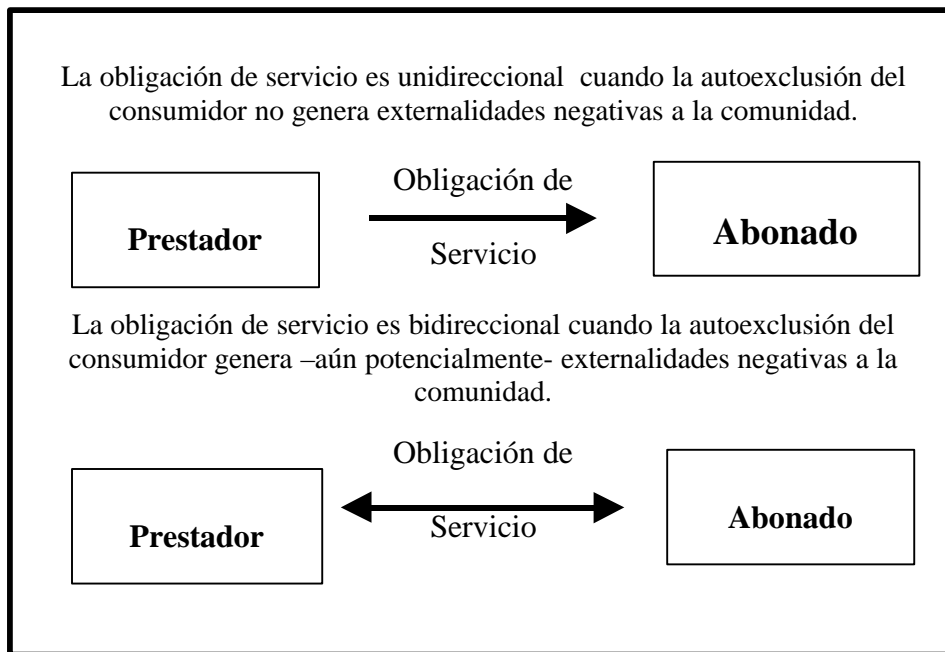 La obligación de servicio es unidireccional cuando la autoexclusión del
consumidor no genera externalidades negativas a la comunidad.
Obligación de
Prestador
Abonado
Servicio
La obligación de servicio es bidireccional cuando la autoexclusión del
consumidor genera –aún potencialmente- externalidades negativas a la
comunidad.
Obligación de
Prestador
Abonado
Servicio